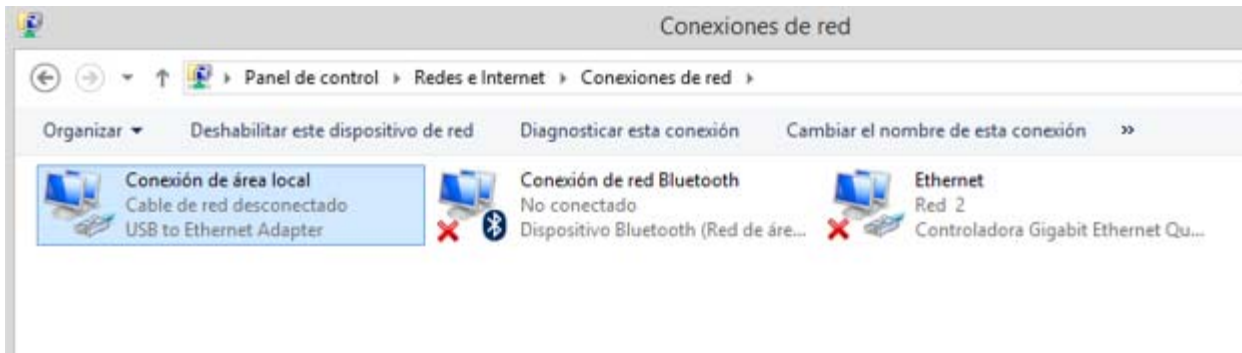 Conexiones de red
Panel de control Redes e Internet Conexiones de red
Organizar Deshabilitar este dispositivo de red Diagnosticar esta conexión Cambiar el nombre de esta conexión »
Conexión de área local
Cable de red desconectado
USB to Ethernet Adapter
Conexión de red Bluetooth
No conectado
Dispositivo Bluetooth (Red de áre...
Ethernet
Red 2
Controladora Gigabit Ethernet Qu...